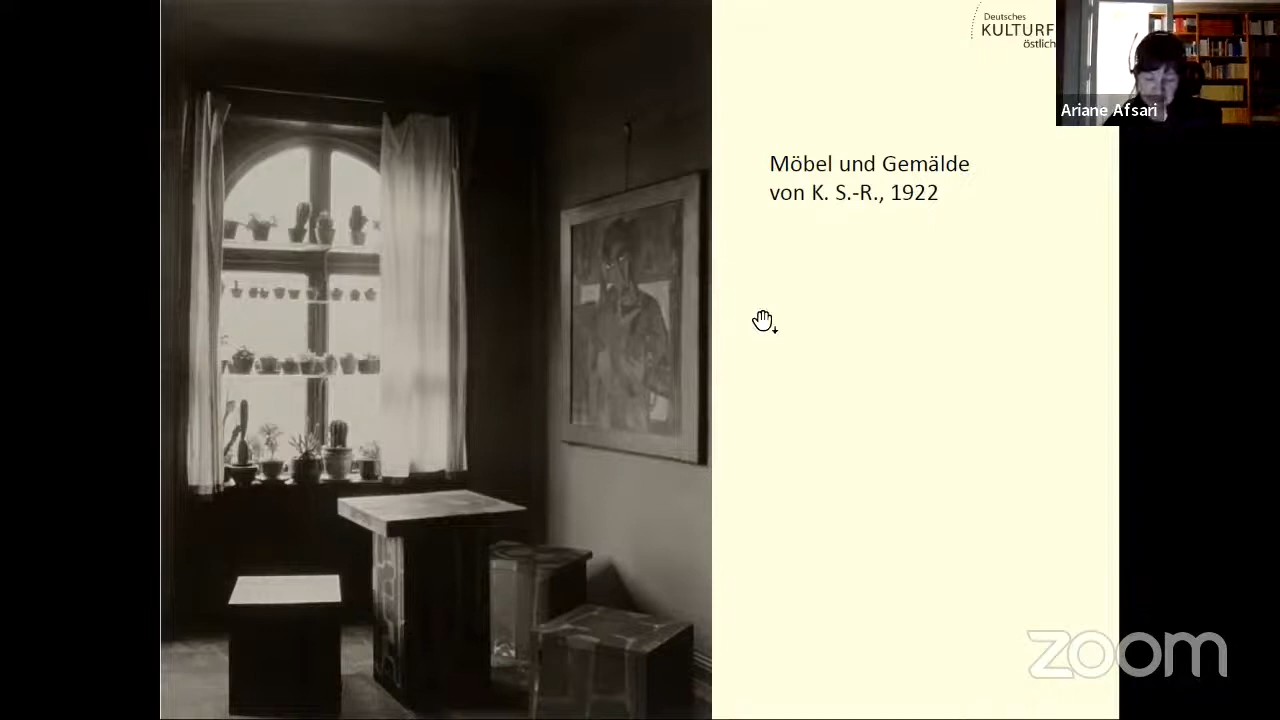 Deutsches
KULTURF
östlich
Ariane Afsari
Möbel und Gemälde
von K. S.-R., 1922
zoom